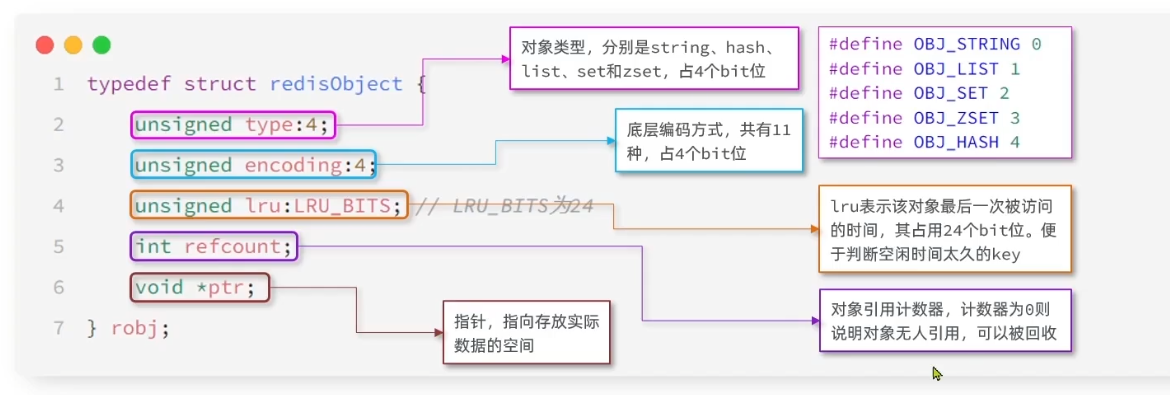 对象类型，分别是string、hash、
list、set和zset，占4个bit位
#define OBJ_STRING 0
#define OBJ_LIST 1
#define OBJ_SET 2
#define OBJ_ZSET 3
#define OBJ_HASH 4
1 typedef struct redisObject {
2 unsigned type:4;
3 unsigned encoding:4;
4 unsigned lru:LRU_BITS; // LRU_BITS为24
5 int refcount;
6 void *ptr;
7 } robj;
底层编码方式，共有11
种，占4个bit位
lru表示该对象最后一次被访问
的时间，其占用24个bit位。便
于判断空闲时间太久的key
对象引用计数器，计数器为0则
说明对象无人引用，可以被回收
指针，指向存放实际
数据的空间